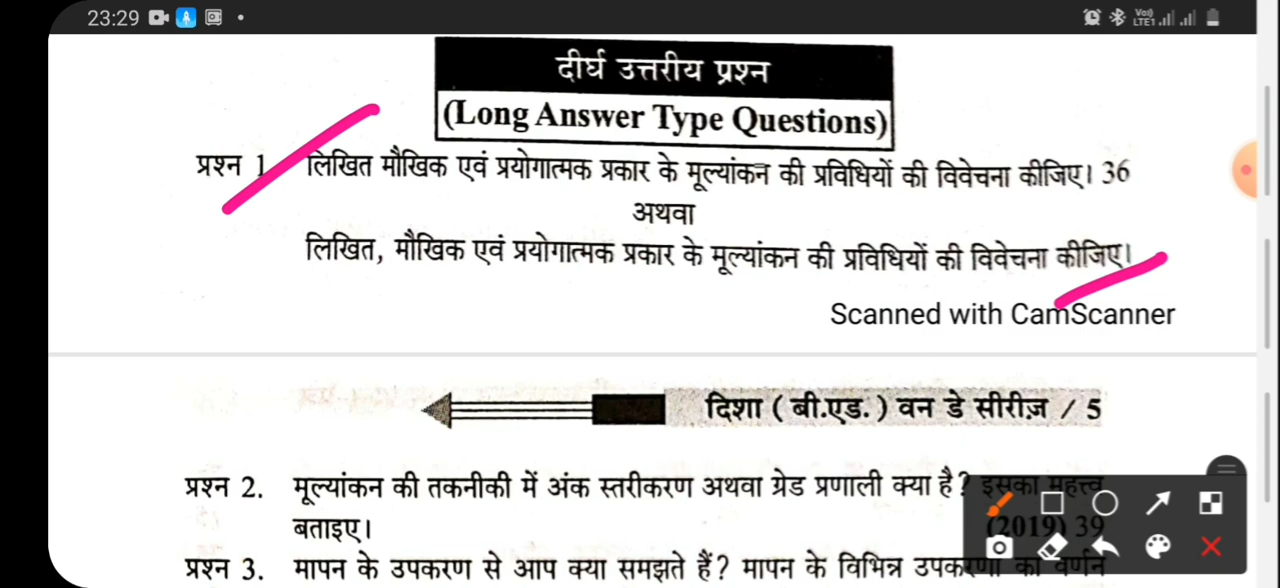 23:29
Vo))
LTE1
दीर्घ उत्तरीय प्रश्न
(Long Answer Type Questions)
प्रश्न 1. लिखित मौखिक एवं प्रयोगात्मक प्रकार के मूल्यांकन की प्रविधियों की विवेचना कीजिए। 36
अथवा
लिखित, मौखिक एवं प्रयोगात्मक प्रकार के मूल्यांकन की प्रविधियों की विवेचना कीजिए।
Scanned with CamScanner
दिशा ( बी.एड. ) वन डे सीरीज़ / 5
प्रश्न 2. मूल्यांकन की तकनीकी में अंक स्तरीकरण अथवा ग्रेड प्रणाली क्या है? इसका महत्त्व
बताइए। (2019) 39
प्रश्न 3. मापन के उपकरण से आप क्या समझते हैं? मापन के विभिन्न उपकरणों का वर्णन